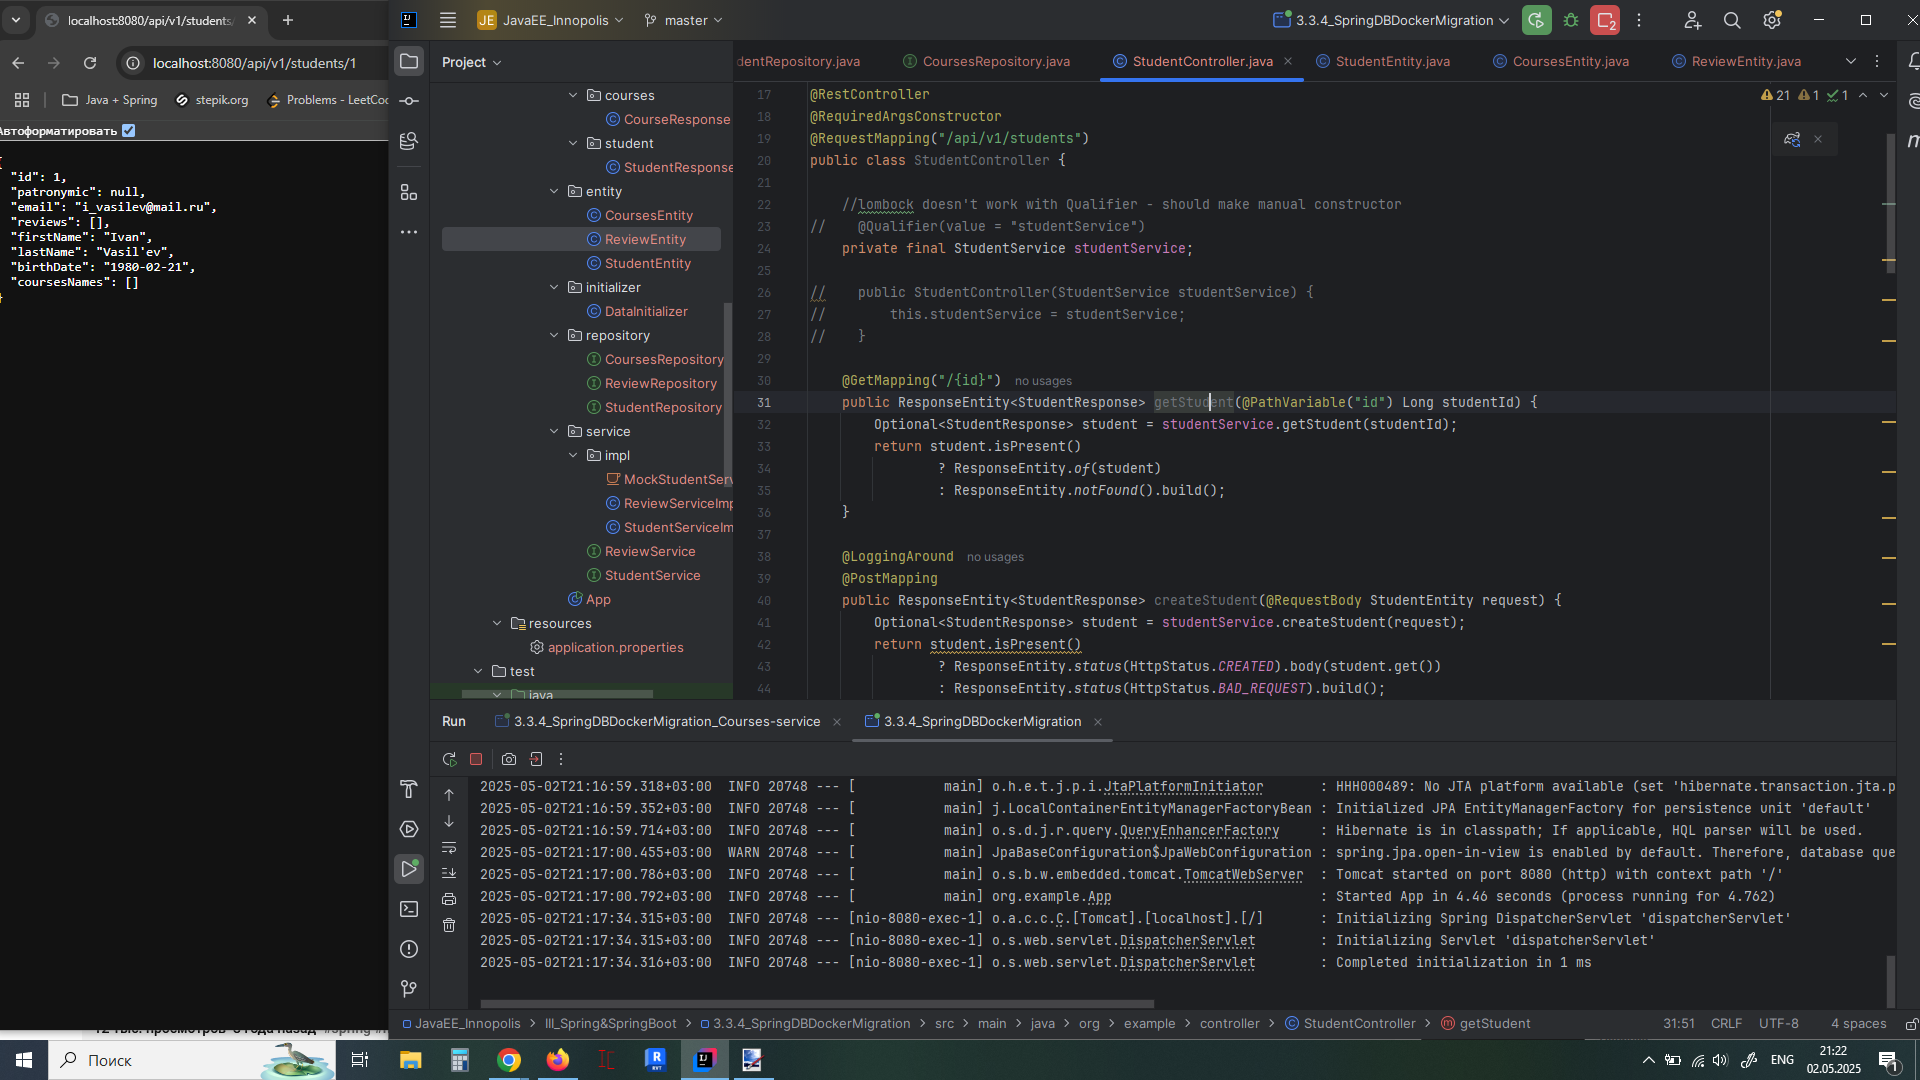 localhost:8080/api/v1/students/
localhost:8080/api/v1/students/1
Java + Spring
stepik.org
Problems - LeetCo
Автоформатировать
"id": 1,
"patronymic": null,
"email": "i_vasilev@mail.ru",
"reviews": [],
"firstName": "Ivan",
"lastName": "Vasil'ev",
"birthDate": "1980-02-21",
"coursesNames": []
}
JE JavaEE_Innopolis
master
3.3.4_SpringDBDockerMigration
2
Project
courses
CourseResponse
student
StudentResponse
entity
CoursesEntity
ReviewEntity
StudentEntity
initializer
DataInitializer
repository
CoursesRepository
ReviewRepository
StudentRepository
service
impl
MockStudentServ
ReviewServiceImp
StudentServiceIm
ReviewService
StudentService
App
resources
application.properties
test
java
dentRepository.java
CoursesRepository.java
StudentController.java
StudentEntity.java
CoursesEntity.java
ReviewEntity.java
21 1 1
17 @RestController
18 @RequiredArgsConstructor
19 @RequestMapping("/api/v1/students")
20 public class StudentController {
21
22 //lombock doesn't work with Qualifier - should make manual constructor
23 // @Qualifier(value = "studentService")
24 private final StudentService studentService;
25
26 // public StudentController(StudentService studentService) {
27 // this.studentService = studentService;
28 // }
29
30 @GetMapping("/{id}") no usages
31 public ResponseEntity<StudentResponse> getStudent(@PathVariable("id") Long studentId) {
32 Optional<StudentResponse> student = studentService.getStudent(studentId);
33 return student.isPresent()
34 ? ResponseEntity.of(student)
35 : ResponseEntity.notFound().build();
36 }
37
38 @LoggingAround no usages
39 @PostMapping
40 public ResponseEntity<StudentResponse> createStudent(@RequestBody StudentEntity request) {
41 Optional<StudentResponse> student = studentService.createStudent(request);
42 return student.isPresent()
43 ? ResponseEntity.status(HttpStatus.CREATED).body(student.get())
44 : ResponseEntity.status(HttpStatus.BAD_REQUEST).build();
Run
3.3.4_SpringDBDockerMigration_Courses-service
3.3.4_SpringDBDockerMigration
2025-05-02T21:16:59.318+03:00 INFO 20748 --- [ main] o.h.e.t.j.p.i.JtaPlatformInitiator : HHH000489: No JTA platform available (set 'hibernate.transaction.jta.p
2025-05-02T21:16:59.352+03:00 INFO 20748 --- [ main] j.LocalContainerEntityManagerFactoryBean : Initialized JPA EntityManagerFactory for persistence unit 'default'
2025-05-02T21:16:59.714+03:00 INFO 20748 --- [ main] o.s.d.j.r.query.QueryEnhancerFactory : Hibernate is in classpath; If applicable, HQL parser will be used.
2025-05-02T21:17:00.455+03:00 WARN 20748 --- [ main] JpaBaseConfiguration$JpaWebConfiguration : spring.jpa.open-in-view is enabled by default. Therefore, database que
2025-05-02T21:17:00.786+03:00 INFO 20748 --- [ main] o.s.b.w.embedded.tomcat.TomcatWebServer : Tomcat started on port 8080 (http) with context path '/'
2025-05-02T21:17:00.792+03:00 INFO 20748 --- [ main] org.example.App : Started App in 4.46 seconds (process running for 4.762)
2025-05-02T21:17:34.315+03:00 INFO 20748 --- [nio-8080-exec-1] o.a.c.c.C.[Tomcat].[localhost].[/] : Initializing Spring DispatcherServlet 'dispatcherServlet'
2025-05-02T21:17:34.315+03:00 INFO 20748 --- [nio-8080-exec-1] o.s.web.servlet.DispatcherServlet : Initializing Servlet 'dispatcherServlet'
2025-05-02T21:17:34.316+03:00 INFO 20748 --- [nio-8080-exec-1] o.s.web.servlet.DispatcherServlet : Completed initialization in 1 ms
JavaEE_Innopolis > III_Spring&SpringBoot > 3.3.4_SpringDBDockerMigration > src > main > java > org > example > controller > StudentController > getStudent
31:51 CRLF UTF-8 4 spaces
Поиск
ENG
21:22
02.05.2025
1